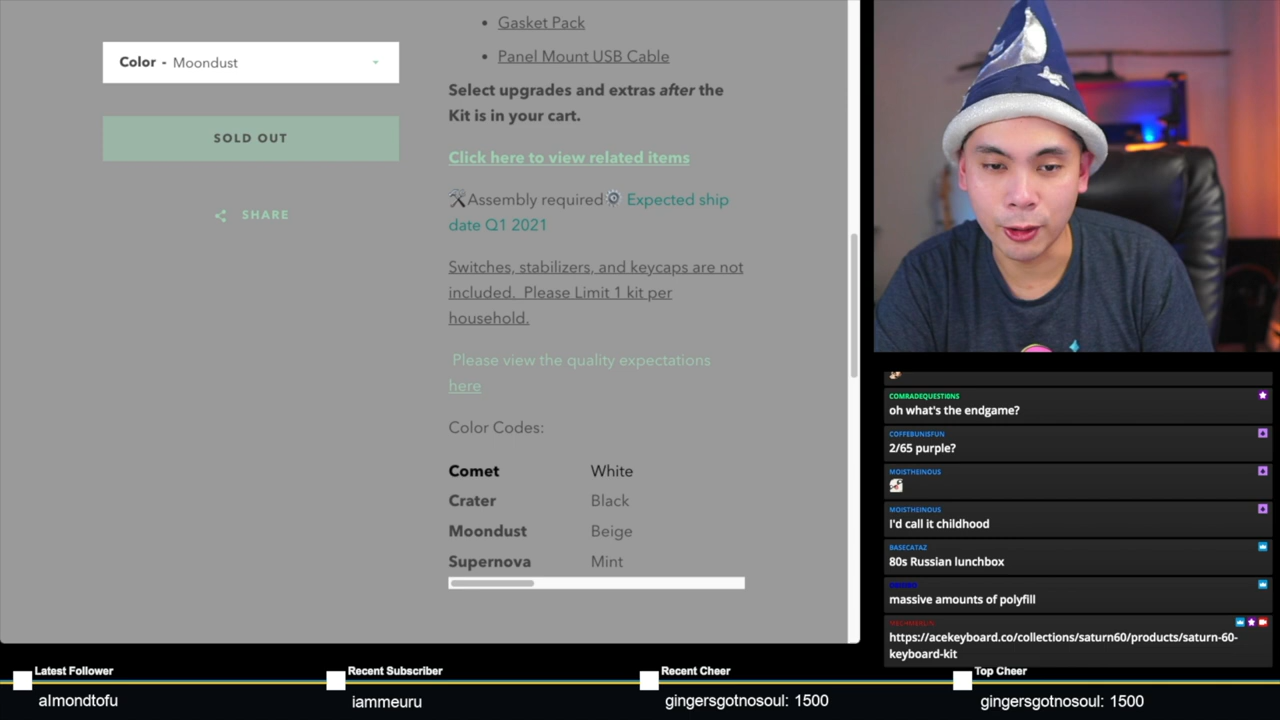 Gasket Pack
Panel Mount USB Cable
Color - Moondust
Select upgrades and extras after the
Kit is in your cart.
SOLD OUT
Click here to view related items
Assembly required Expected ship
date Q1 2021
SHARE
Switches, stabilizers, and keycaps are not
included. Please Limit 1 kit per
household.
Please view the quality expectations
here
Color Codes:
Comet White
Crater Black
Moondust Beige
Supernova Mint
COMRADEQUESTI0NS
oh what's the endgame?
COFFEBUNISFUN
2/65 purple?
MOISTHEINOUS
MOISTHEINOUS
I'd call it childhood
BASECATAZ
80s Russian lunchbox
massive amounts of polyfill
https://acekeyboard.co/collections/saturn60/products/saturn-60-
keyboard-kit
Latest Follower
almondtofu
Recent Subscriber
iammeuru
Recent Cheer
gingersgotnosoul: 1500
Top Cheer
gingersgotnosoul: 1500